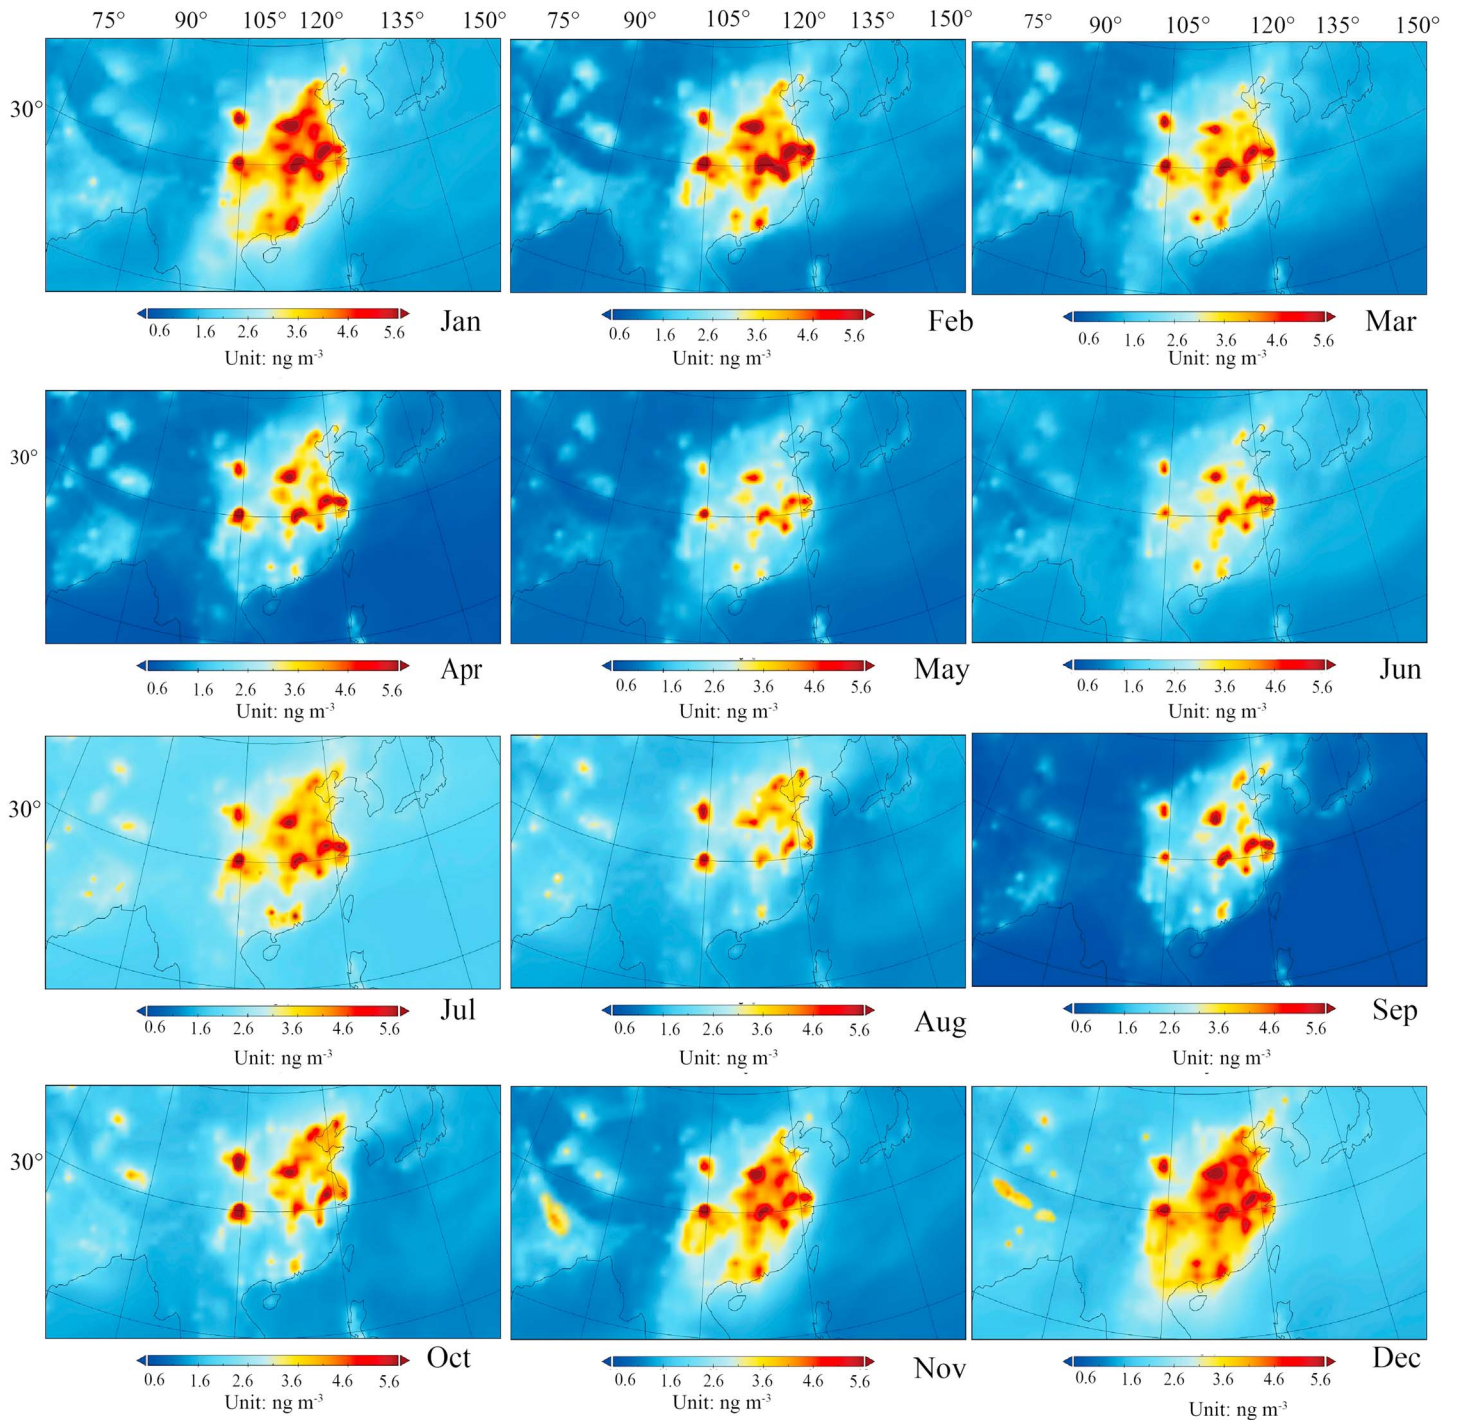 75° 90° 105° 120° 135° 150° 75° 90° 105° 120° 135° 150° 75° 90° 105° 120° 135° 150°
30°
0.6 1.6 2.6 3.6 4.6 5.6 Jan 0.6 1.6 2.6 3.6 4.6 5.6 Feb 0.6 1.6 2.6 3.6 4.6 5.6 Mar
Unit: ng m⁻³ Unit: ng m⁻³ Unit: ng m⁻³
30°
0.6 1.6 2.6 3.6 4.6 5.6 Apr 0.6 1.6 2.6 3.6 4.6 5.6 May 0.6 1.6 2.6 3.6 4.6 5.6 Jun
Unit: ng m⁻³ Unit: ng m⁻³ Unit: ng m⁻³
30°
0.6 1.6 2.6 3.6 4.6 5.6 Jul 0.6 1.6 2.6 3.6 4.6 5.6 Aug 0.6 1.6 2.6 3.6 4.6 5.6 Sep
Unit: ng m⁻³ Unit: ng m⁻³ Unit: ng m⁻³
30°
0.6 1.6 2.6 3.6 4.6 5.6 Oct 0.6 1.6 2.6 3.6 4.6 5.6 Nov 0.6 1.6 2.6 3.6 4.6 5.6 Dec
Unit: ng m⁻³ Unit: ng m⁻³ Unit: ng m⁻³